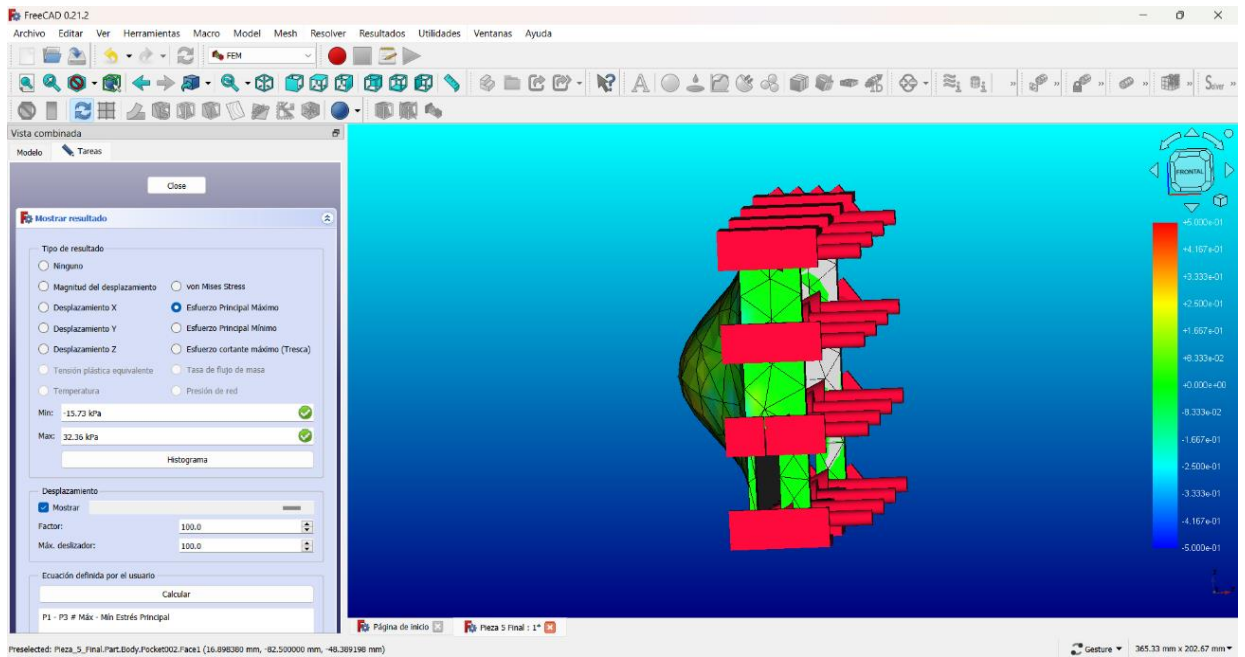 FreeCAD 0.21.2
Archivo Editar Ver Herramientas Macro Model Mesh Resolver Resultados Utilidades Ventanas Ayuda
FEM
Solver
Vista combinada
Modelo Tareas
Close
Mostrar resultado
Tipo de resultado
Ninguno
Magnitud del desplazamiento von Mises Stress
Desplazamiento X Esfuerzo Principal Máximo
Desplazamiento Y Esfuerzo Principal Mínimo
Desplazamiento Z Esfuerzo cortante máximo (Tresca)
Tensión plástica equivalente Tasa de flujo de masa
Temperatura Presión de red
Min: -15.73 kPa
Max: 32.36 kPa
Histograma
Desplazamiento
Mostrar
Factor: 100.0
Máx. deslizador: 100.0
Ecuación definida por el usuario
Calcular
P1 - P3 # Máx - Mín Estrés Principal
FRONTAL
+5.000e-01
+4.167e-01
+3.333e-01
+2.500e-01
+1.667e-01
+8.333e-02
+0.000e+00
-8.333e-02
-1.667e-01
-2.500e-01
-3.333e-01
-4.167e-01
-5.000e-01
Página de inicio Pieza 5 Final : 1*
Preselected: Pieza_5_Final.Part.Body.Pocket002.Face1 (16.898380 mm, -82.500000 mm, -48.389198 mm) Gesture 365.33 mm x 202.67 mm